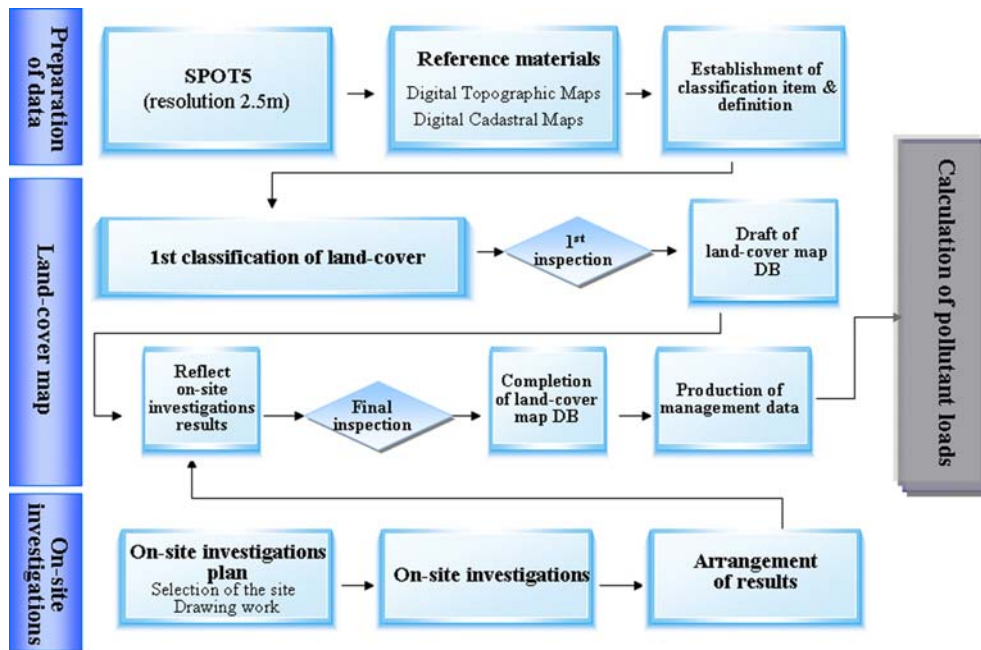 Preparation
of data
SPOT5
(resolution 2.5m)
Reference materials
Digital Topographic Maps
Digital Cadastral Maps
Establishment of
classification item &
definition
Land-cover map
1st classification of land-cover
1st
inspection
Draft of
land-cover map
DB
Reflect
on-site
investigations
results
Final
inspection
Completion
of land-cover
map DB
Production of
management data
Calculation of pollutant loads
On-site
investigations
On-site investigations
plan
Selection of the site
Drawing work
On-site investigations
Arrangement
of results